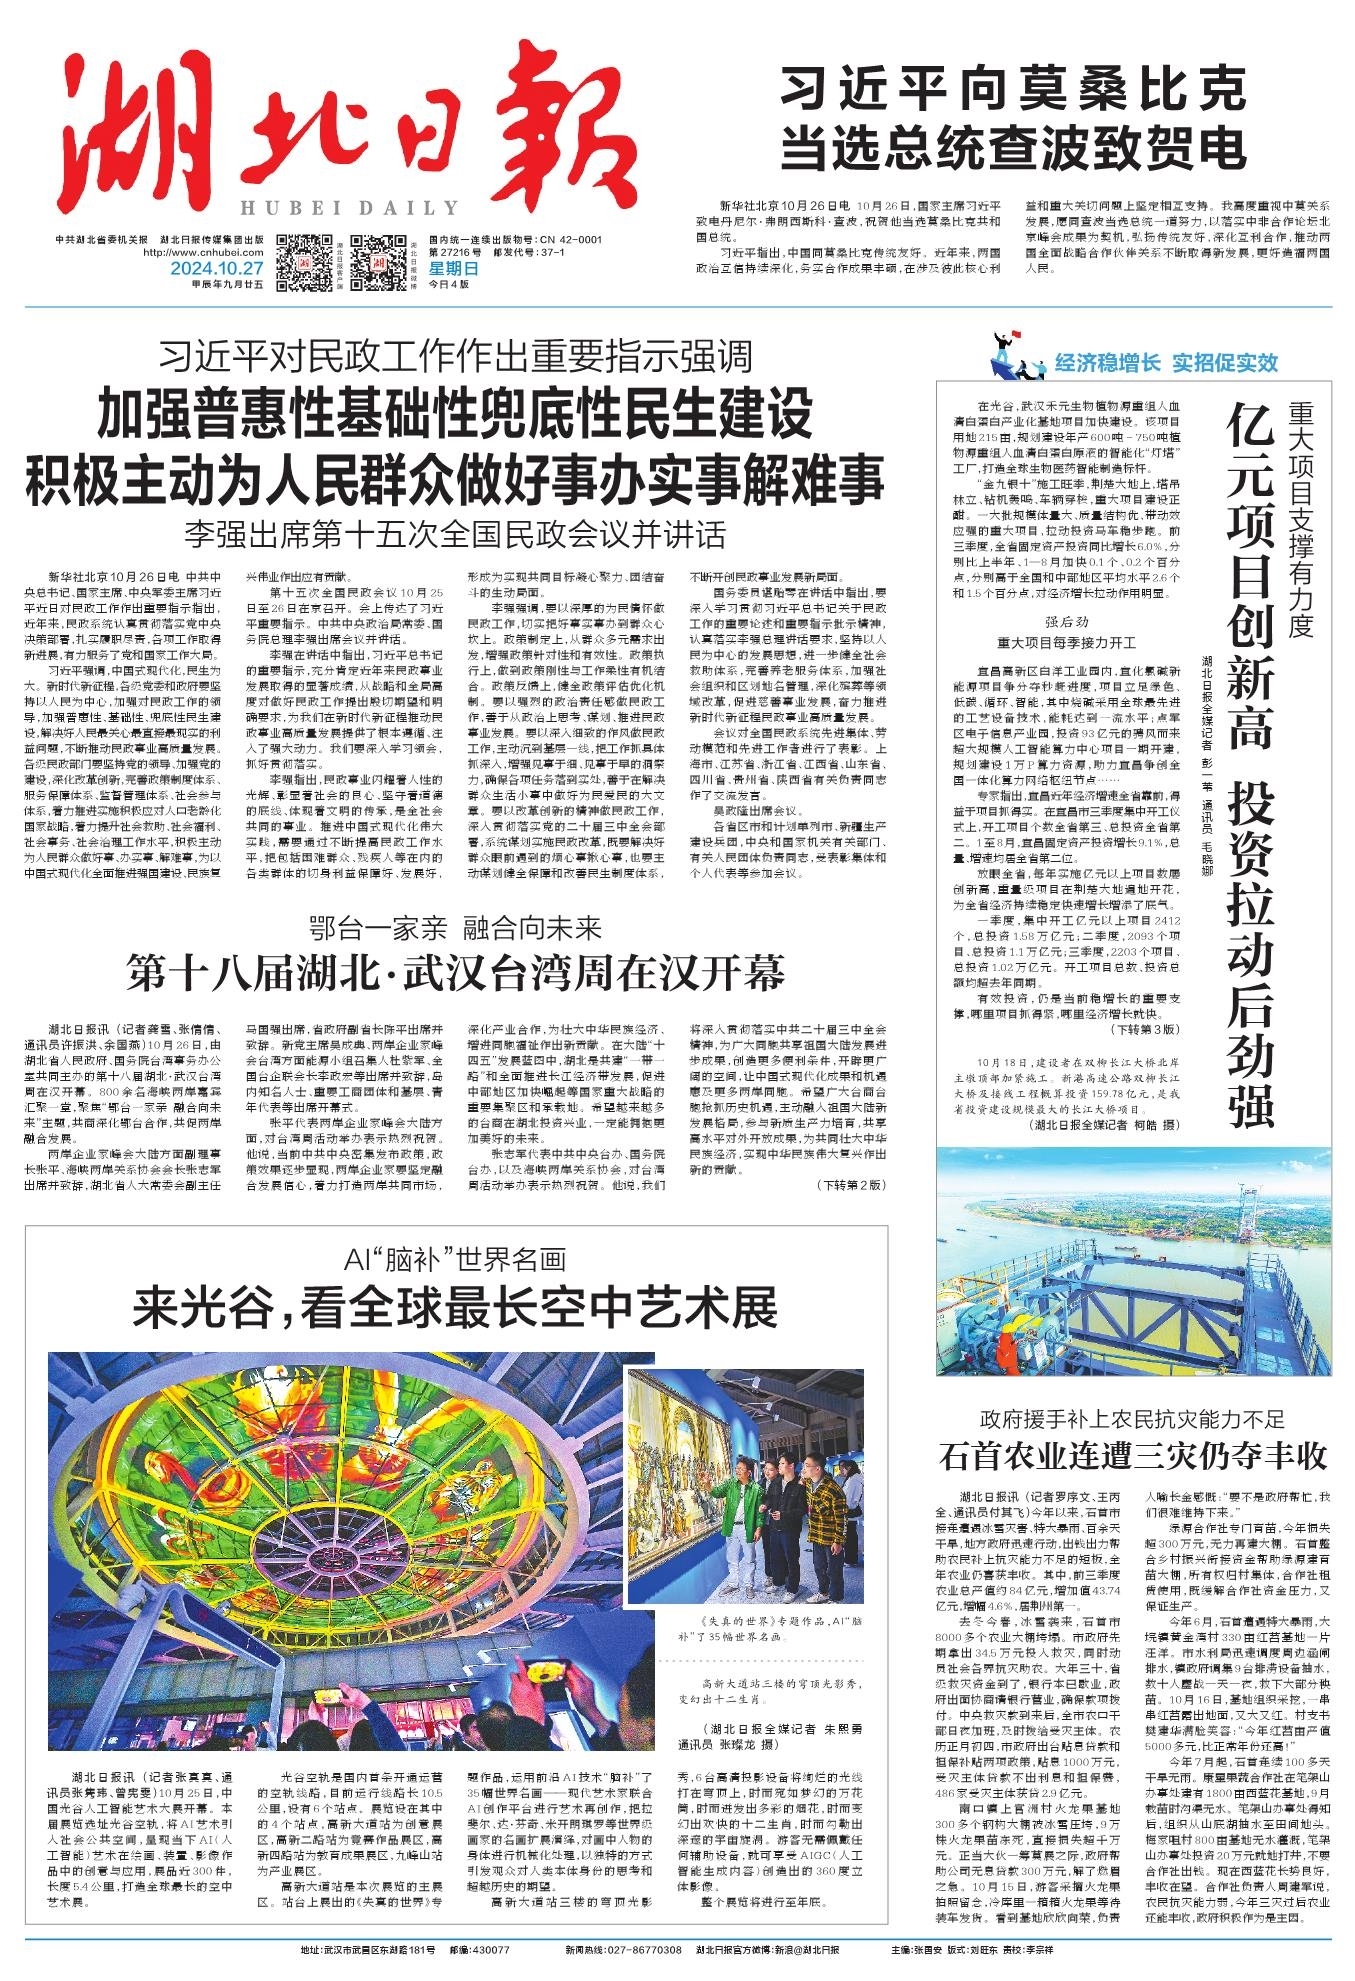 湖北日報
HUBEI DAILY
中共湖北省委机关报 湖北日报传媒集团出版
http://www.cnhubei.com
2024.10.27
甲辰年九月廿五
湖北日报客户端
湖北日报微博
国内统一连续出版物号:CN 42-0001
第27216号 邮发代号:37-1
星期日
今日4版
习近平向莫桑比克
当选总统查波致贺电
新华社北京10月26日电 10月26日,国家主席习近平
致电丹尼尔·弗朗西斯科·查波,祝贺他当选莫桑比克共和
国总统。
习近平指出,中国同莫桑比克传统友好。近年来,两国
政治互信持续深化,务实合作成果丰硕,在涉及彼此核心利
益和重大关切问题上坚定相互支持。我高度重视中莫关系
发展,愿同查波当选总统一道努力,以落实中非合作论坛北
京峰会成果为契机,弘扬传统友好,深化互利合作,推动两
国全面战略合作伙伴关系不断取得新发展,更好造福两国
人民。
习近平对民政工作作出重要指示强调
加强普惠性基础性兜底性民生建设
积极主动为人民群众做好事办实事解难事
李强出席第十五次全国民政会议并讲话
新华社北京10月26日电 中共中
央总书记、国家主席、中央军委主席习近
平近日对民政工作作出重要指示指出,
近年来,民政系统认真贯彻落实党中央
决策部署,扎实履职尽责,各项工作取得
新进展,有力服务了党和国家工作大局。
习近平强调,中国式现代化,民生为
大。新时代新征程,各级党委和政府要坚
持以人民为中心,加强对民政工作的领
导,加强普惠性、基础性、兜底性民生建
设,解决好人民最关心最直接最现实的利
益问题,不断推动民政事业高质量发展。
各级民政部门要坚持党的领导、加强党的
建设,深化改革创新,完善政策制度体系、
服务保障体系、监督管理体系、社会参与
体系,着力推进实施积极应对人口老龄化
国家战略,着力提升社会救助、社会福利、
社会事务、社会治理工作水平,积极主动
为人民群众做好事、办实事、解难事,为以
中国式现代化全面推进强国建设、民族复
兴伟业作出应有贡献。
第十五次全国民政会议10月25
日至26日在京召开。会上传达了习近
平重要指示。中共中央政治局常委、国
务院总理李强出席会议并讲话。
李强在讲话中指出,习近平总书记
的重要指示,充分肯定近年来民政事业
发展取得的显著成绩,从战略和全局高
度对做好民政工作提出殷切期望和明
确要求,为我们在新时代新征程推动民
政事业高质量发展提供了根本遵循、注
入了强大动力。我们要深入学习领会,
抓好贯彻落实。
李强指出,民政事业闪耀着人性的
光辉、彰显着社会的良心、坚守着道德
的底线、体现着文明的传承,是全社会
共同的事业。推进中国式现代化伟大
实践,需要通过不断提高民政工作水
平,把包括困难群众、残疾人等在内的
各类群体的切身利益保障好、发展好,
形成为实现共同目标凝心聚力、团结奋
斗的生动局面。
李强强调,要以深厚的为民情怀做
民政工作,切实把好事实事办到群众心
坎上。政策制定上,从群众多元需求出
发,增强政策针对性和有效性。政策执
行上,做到政策刚性与工作柔性有机结
合。政策反馈上,健全政策评估优化机
制。要以强烈的政治责任感做民政工
作,善于从政治上思考、谋划、推进民政
事业发展。要以深入细致的作风做民政
工作,主动沉到基层一线,把工作抓具体
抓深入,增强见事于细、见事于早的洞察
力,确保各项任务落到实处,善于在解决
群众生活小事中做好为民爱民的大文
章。要以改革创新的精神做民政工作,
深入贯彻落实党的二十届三中全会部
署,系统谋划实施民政改革,既要解决好
群众眼前遇到的烦心事揪心事,也要主
动谋划健全保障和改善民生制度体系,
不断开创民政事业发展新局面。
国务委员谌贻琴在讲话中指出,要
深入学习贯彻习近平总书记关于民政
工作的重要论述和重要指示批示精神,
认真落实李强总理讲话要求,坚持以人
民为中心的发展思想,进一步健全社会
救助体系,完善养老服务体系,加强社
会组织和区划地名管理,深化殡葬等领
域改革,促进慈善事业发展,奋力推进
新时代新征程民政事业高质量发展。
会议对全国民政系统先进集体、劳
动模范和先进工作者进行了表彰。上
海市、江苏省、浙江省、江西省、山东省、
四川省、贵州省、陕西省有关负责同志
作了交流发言。
吴政隆出席会议。
各省区市和计划单列市、新疆生产
建设兵团,中央和国家机关有关部门、
有关人民团体负责同志,受表彰集体和
个人代表等参加会议。
鄂台一家亲 融合向未来
第十八届湖北·武汉台湾周在汉开幕
湖北日报讯 (记者龚雪、张倩倩、
通讯员许振洪、余国燕)10月26日,由
湖北省人民政府、国务院台湾事务办公
室共同主办的第十八届湖北·武汉台湾
周在汉开幕。800余名海峡两岸嘉宾
汇聚一堂,聚焦“鄂台一家亲 融合向未
来”主题,共商深化鄂台合作,共促两岸
融合发展。
两岸企业家峰会大陆方面副理事
长张平、海峡两岸关系协会会长张志军
出席并致辞,湖北省人大常委会副主任
马国强出席,省政府副省长陈平出席并
致辞。新党主席吴成典、两岸企业家峰
会台湾方面能源小组召集人杜紫军、全
国台企联会长李政宏等出席并致辞,岛
内知名人士、重要工商团体和基层、青
年代表等出席开幕式。
张平代表两岸企业家峰会大陆方
面,对台湾周活动举办表示热烈祝贺。
他说,当前中共中央密集发布政策,政
策效果逐步显现,两岸企业家要坚定融
合发展信心,着力打造两岸共同市场,
深化产业合作,为壮大中华民族经济、
增进同胞福祉作出新贡献。在大陆“十
四五”发展蓝图中,湖北是共建“一带一
路”和全面推进长江经济带发展,促进
中部地区加快崛起等国家重大战略的
重要集聚区和承载地。希望越来越多
的台商在湖北投资兴业,一定能拥抱更
加美好的未来。
张志军代表中共中央台办、国务院
台办,以及海峡两岸关系协会,对台湾
周活动举办表示热烈祝贺。他说,我们
将深入贯彻落实中共二十届三中全会
精神,为广大同胞共享祖国大陆发展进
步成果,创造更多便利条件,开辟更广
阔的空间,让中国式现代化成果和机遇
惠及更多两岸同胞。希望广大台商台
胞抢抓历史机遇,主动融入祖国大陆新
发展格局,参与新质生产力培育,共享
高水平对外开放成果,为共同壮大中华
民族经济,实现中华民族伟大复兴作出
新的贡献。
(下转第2版)
经济稳增长 实招促实效
重大项目支撑有力度
亿元项目创新高 投资拉动后劲强
湖北日报全媒记者 彭一苇 通讯员 毛晓娜
在光谷,武汉禾元生物植物源重组人血
清白蛋白产业化基地项目加快建设。该项目
用地215亩,规划建设年产600吨-750吨植
物源重组人血清白蛋白原液的智能化“灯塔”
工厂,打造全球生物医药智能制造标杆。
“金九银十”施工旺季,荆楚大地上,塔吊
林立、钻机轰鸣、车辆穿梭,重大项目建设正
酣。一大批规模体量大、质量结构优、带动效
应强的重大项目,拉动投资马车稳步跑。前
三季度,全省固定资产投资同比增长6.0%,分
别比上半年、1—8月加快0.1个、0.2个百分
点,分别高于全国和中部地区平均水平2.6个
和1.5个百分点,对经济增长拉动作用明显。
强后劲
重大项目每季接力开工
宜昌高新区白洋工业园内,宜化氯碱新
能源项目争分夺秒赶进度,项目立足绿色、
低碳、循环、智能,其中烧碱采用全球最先进
的工艺设备技术,能耗达到一流水平;点军
区电子信息产业园,投资93亿元的腾风而来
超大规模人工智能算力中心项目一期开建,
规划建设1万P算力资源,助力宜昌争创全
国一体化算力网络枢纽节点……
专家指出,宜昌近年经济增速全省靠前,得
益于项目抓得实。在宜昌市三季度集中开工仪
式上,开工项目个数全省第三、总投资全省第
二。1至8月,宜昌固定资产投资增长9.1%,总
量、增速均居全省第二位。
放眼全省,每年实施亿元以上项目数屡
创新高,重量级项目在荆楚大地遍地开花,
为全省经济持续稳定快速增长增添了底气。
一季度,集中开工亿元以上项目2412
个,总投资1.58万亿元;二季度,2093个项
目、总投资1.1万亿元;三季度,2203个项目、
总投资1.02万亿元。开工项目总数、投资总
额均超去年同期。
有效投资,仍是当前稳增长的重要支
撑,哪里项目抓得紧,哪里经济增长就快。
(下转第3版)
10月18日,建设者在双柳长江大桥北岸
主墩顶部加紧施工。新港高速公路双柳长江
大桥及接线工程概算投资159.78亿元,是我
省投资建设规模最大的长江大桥项目。
(湖北日报全媒记者 柯皓 摄)
AI“脑补”世界名画
来光谷,看全球最长空中艺术展
《失真的世界》专题作品,AI“脑
补”了35幅世界名画。
高新大道站三楼的穹顶光影秀,
变幻出十二生肖。
(湖北日报全媒记者 朱熙勇
通讯员 张璨龙 摄)
湖北日报讯 (记者张真真、通
讯员张隽玮、曾宪雯)10月25日,中
国光谷人工智能艺术大展开幕。本
届展览选址光谷空轨,将AI艺术引
入社会公共空间,呈现当下AI(人
工智能)艺术在绘画、装置、影像作
品中的创意与应用,展品近300件,
长度5.4公里,打造全球最长的空中
艺术展。
光谷空轨是国内首条开通运营
的空轨线路,目前运行线路长10.5
公里,设有6个站点。展览设在其中
的4个站点,高新大道站为创意展
区,高新二路站为竞赛作品展区,高
新四路站为教育成果展区,九峰山站
为产业展区。
高新大道站是本次展览的主展
区。站台上展出的《失真的世界》专
题作品,运用前沿AI技术“脑补”了
35幅世界名画——现代艺术家联合
AI创作平台进行艺术再创作,把拉
斐尔、达·芬奇、米开朗琪罗等世界级
画家的名画扩展演绎,对画中人物的
身体进行机械化处理,以独特的方式
引发观众对人类本体身份的思考和
超越历史的期望。
高新大道站三楼的穹顶光影
秀,6台高清投影设备将绚烂的光线
打在穹顶上,时而宛如梦幻的万花
筒,时而迸发出多彩的烟花,时而变
幻出欢快的十二生肖,时而勾勒出
深邃的宇宙旋涡。游客无需佩戴任
何辅助设备,就可享受AIGC(人工
智能生成内容)创造出的360度立
体影像。
整个展览将进行至年底。
政府援手补上农民抗灾能力不足
石首农业连遭三灾仍夺丰收
湖北日报讯 (记者罗序文、王丙
全、通讯员付其飞)今年以来,石首市
接连遭遇冰雪灾害、特大暴雨、百余天
干旱,地方政府迅速行动,出钱出力帮
助农民补上抗灾能力不足的短板,全
年农业仍喜获丰收。其中,前三季度
农业总产值约84亿元,增加值43.74
亿元,增幅4.6%,居荆州第一。
去冬今春,冰雪袭来,石首市
8000多个农业大棚垮塌。市政府先
期拿出34.5万元投入救灾,同时动
员社会各界抗灾助农。大年三十,省
级救灾资金到了,银行本已歇业,政
府出面协商请银行营业,确保款项拨
付。中央救灾款到来后,全市农口干
部日夜加班,及时拨洽受灾主体。农
历正月初四,市政府出台贴息贷款和
担保补贴两项政策,贴息1000万元,
受灾主体贷款不出利息和担保费,
486家受灾主体获贷2.9亿元。
南口镇上官洲村火龙果基地
300多个钢构大棚被冰雪压垮,9万
株火龙果苗冻死,直接损失超千万
元。正当大伙一筹莫展之际,政府帮
助公司无息贷款300万元,解了燃眉
之急。10月15日,游客采摘火龙果
拍照留念,冷库里一箱箱火龙果等待
装车发货。看到基地欣欣向荣,负责
人喻长金感慨:“要不是政府帮忙,我
们很难维持下来。”
绿源合作社专门育苗,今年损失
超300万元,无力再建大棚。石首整
合乡村振兴衔接资金帮助绿源建育
苗大棚,所有权归村集体,合作社租
赁使用,既缓解合作社资金压力,又
保证生产。
今年6月,石首遭遇特大暴雨,大
垸镇黄金湾村330亩红莒基地一片
汪洋。市水利局迅速调度周边涵闸
排水,镇政府调集9台排涝设备抽水,
数十人鏖战一天一夜,救下大部分秧
苗。10月16日,基地组织采挖,一串
串红莒露出地面,又大又红。村支书
樊建华满脸笑容:“今年红莒亩产值
5000多元,比正常年份还高!”
今年7月起,石首连续100多天
干旱无雨。康星果蔬合作社在笔架山
办事处建有1800亩西蓝花基地,9月
栽苗时沟渠无水。笔架山办事处得知
后,组织从山底湖抽水至田间地头。
梅家咀村800亩基地无水灌溉,笔架
山办事处投资20万元就地打井,不要
合作社出钱。现在西蓝花长势良好,
丰收在望。合作社负责人周建军说,
农民抗灾能力弱,今年三灾过后农业
还能丰收,政府积极作为是主因。
地址:武汉市武昌区东湖路181号 邮编:430077 新闻热线:027-86770308 湖北日报官方微博:新浪@湖北日报 主编:张国安 版式:刘旺东 责校:李宗祥